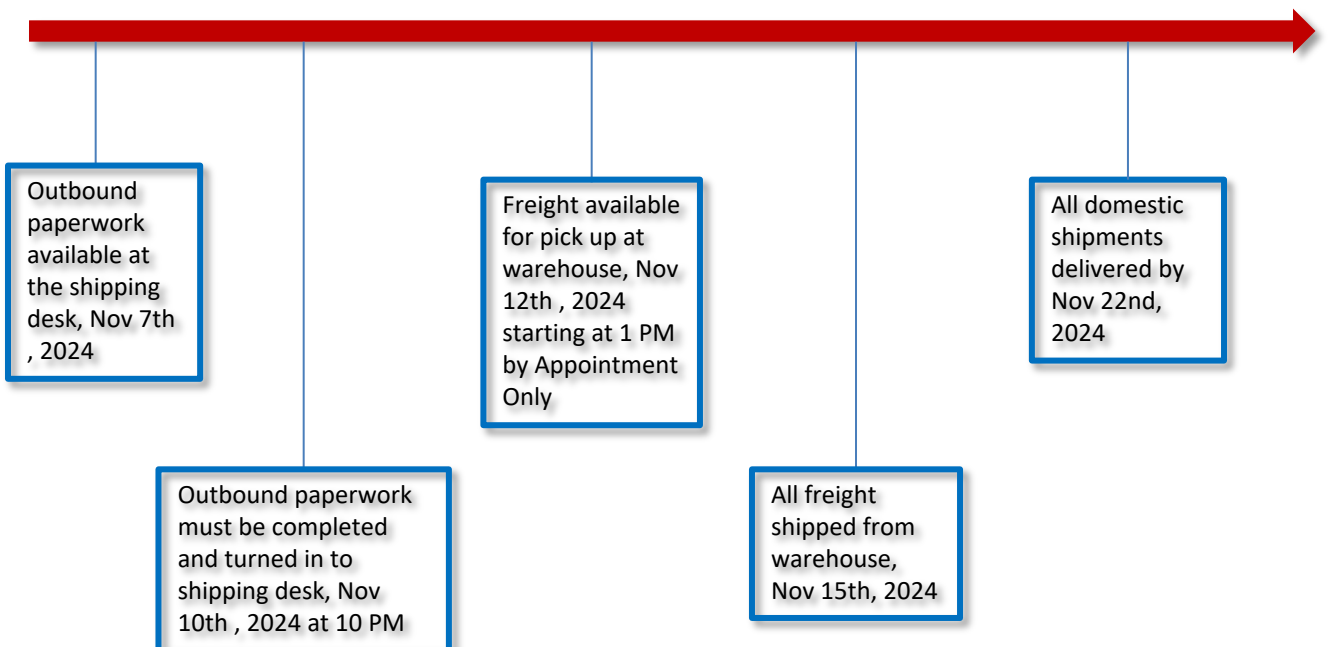 Outbound
paperwork
available at
the shipping
desk, Nov 7th
, 2024
Outbound paperwork
must be completed
and turned in to
shipping desk, Nov
10th , 2024 at 10 PM
Freight available
for pick up at
warehouse, Nov
12th , 2024
starting at 1 PM
by Appointment
Only
All freight
shipped from
warehouse,
Nov 15th, 2024
All domestic
shipments
delivered by
Nov 22nd,
2024